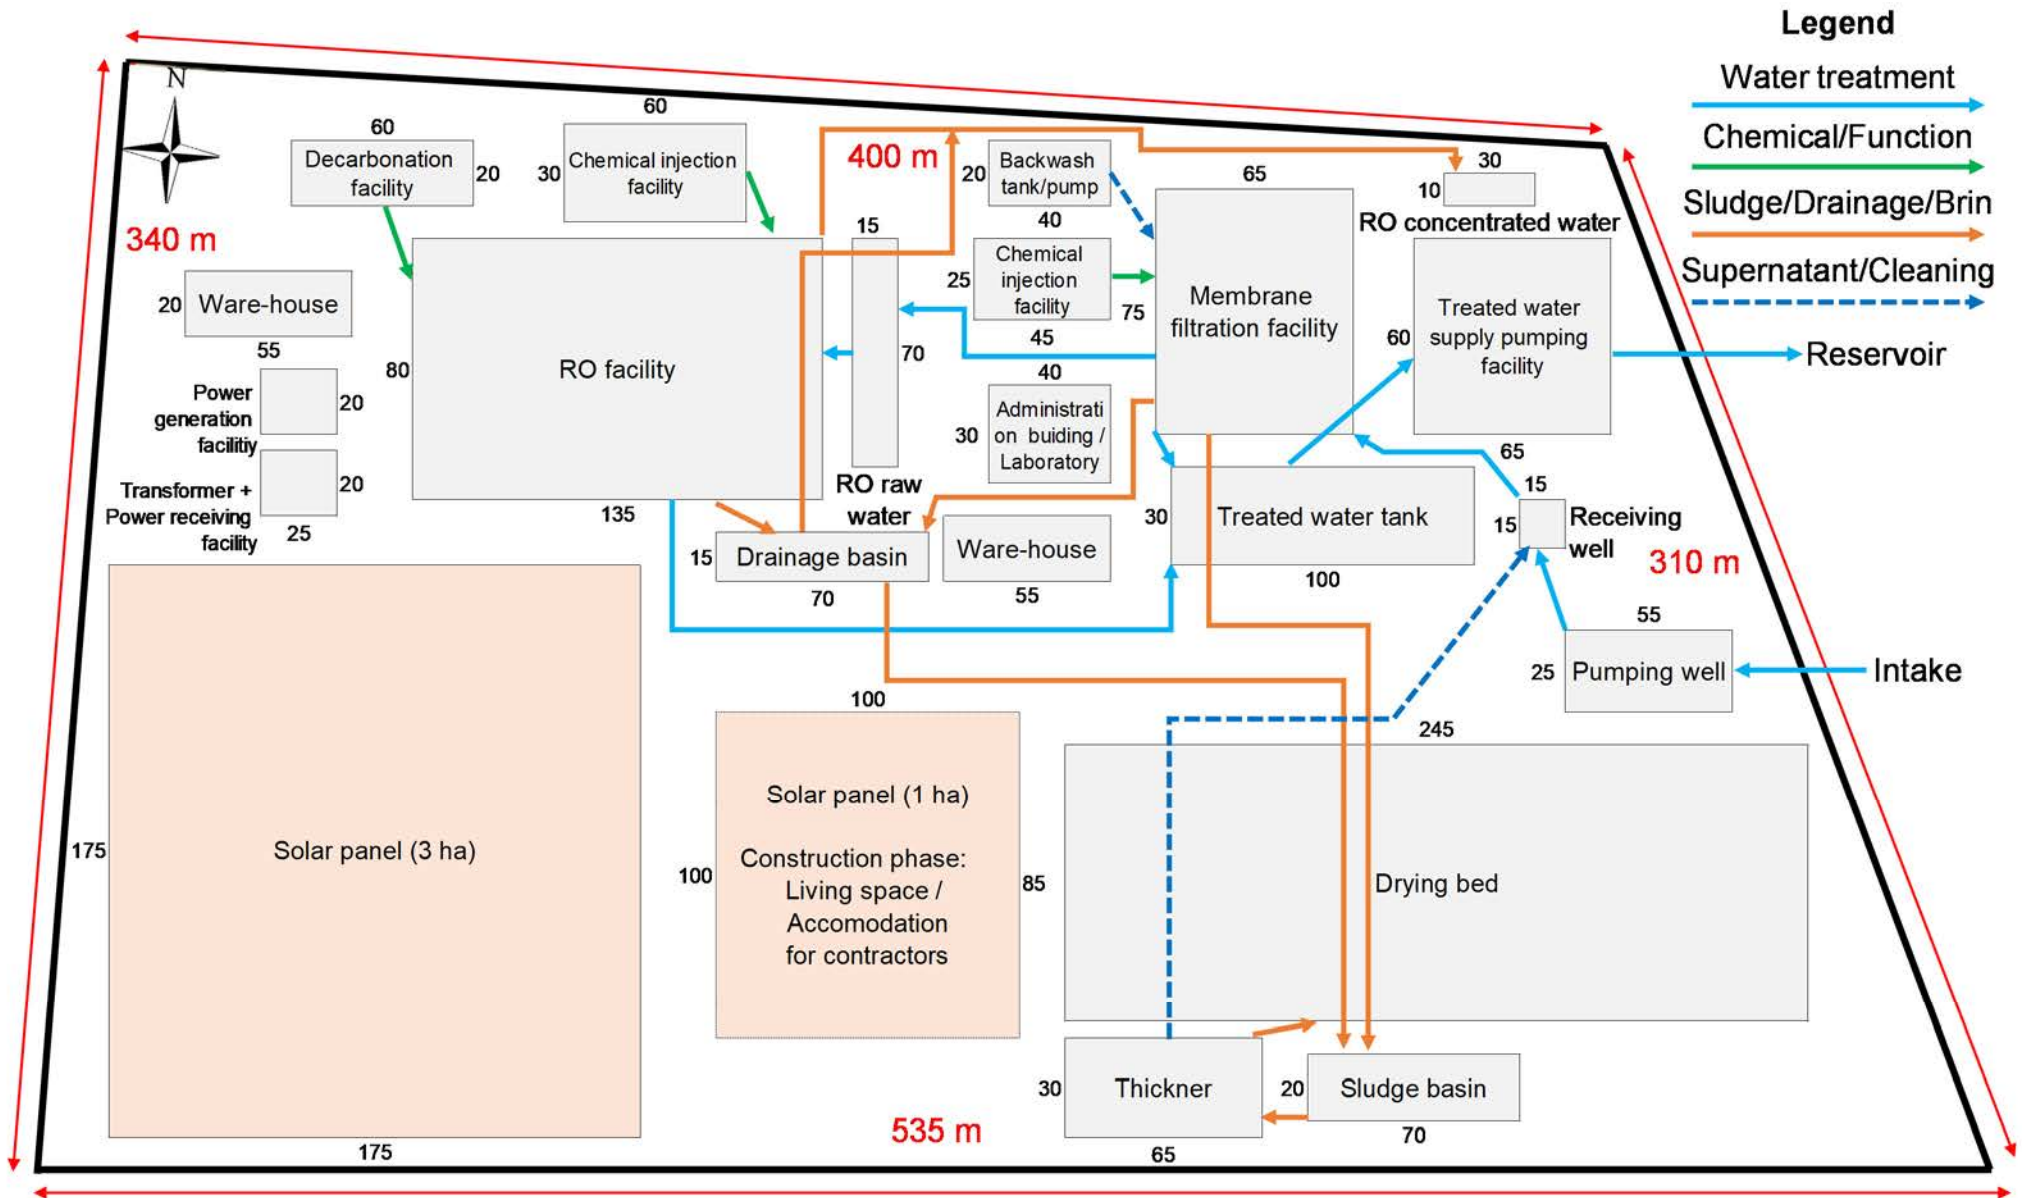 Legend
Water treatment
Chemical/Function
Sludge/Drainage/Brin
Supernatant/Cleaning
N
400 m
340 m
310 m
535 m
60
Decarbonation
facility
20
60
30
Chemical injection
facility
20
Backwash
tank/pump
40
65
30
10
RO concentrated water
15
25
Chemical
injection
facility
45
75
Membrane
filtration facility
60
Treated water
supply pumping
facility
65
Reservoir
20
Ware-house
55
80
RO facility
135
70
RO raw
water
Power
generation
facilitiy
20
Transformer +
Power receiving
facility
20
25
40
30
Administrati
on buiding /
Laboratory
15
Drainage basin
70
Ware-house
55
30
Treated water tank
100
15
15
Receiving
well
55
25
Pumping well
Intake
175
Solar panel (3 ha)
175
100
100
Solar panel (1 ha)
Construction phase:
Living space /
Accomodation
for contractors
245
85
Drying bed
30
Thickner
65
20
Sludge basin
70